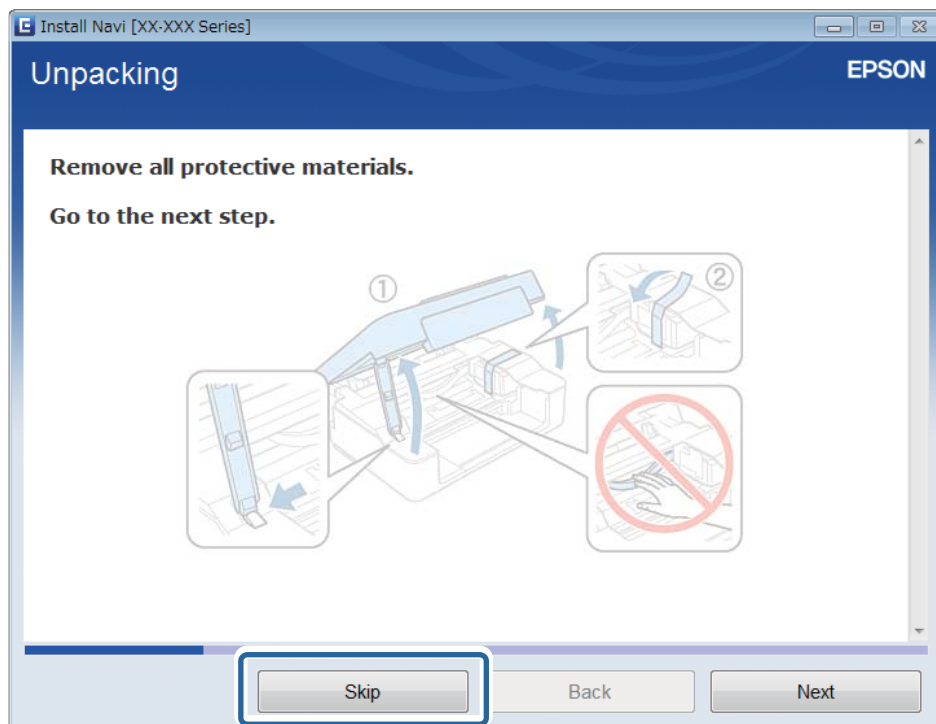 Install Navi [XX-XXX Series]
Unpacking
EPSON
Remove all protective materials.
Go to the next step.
①
②
Skip
Back
Next